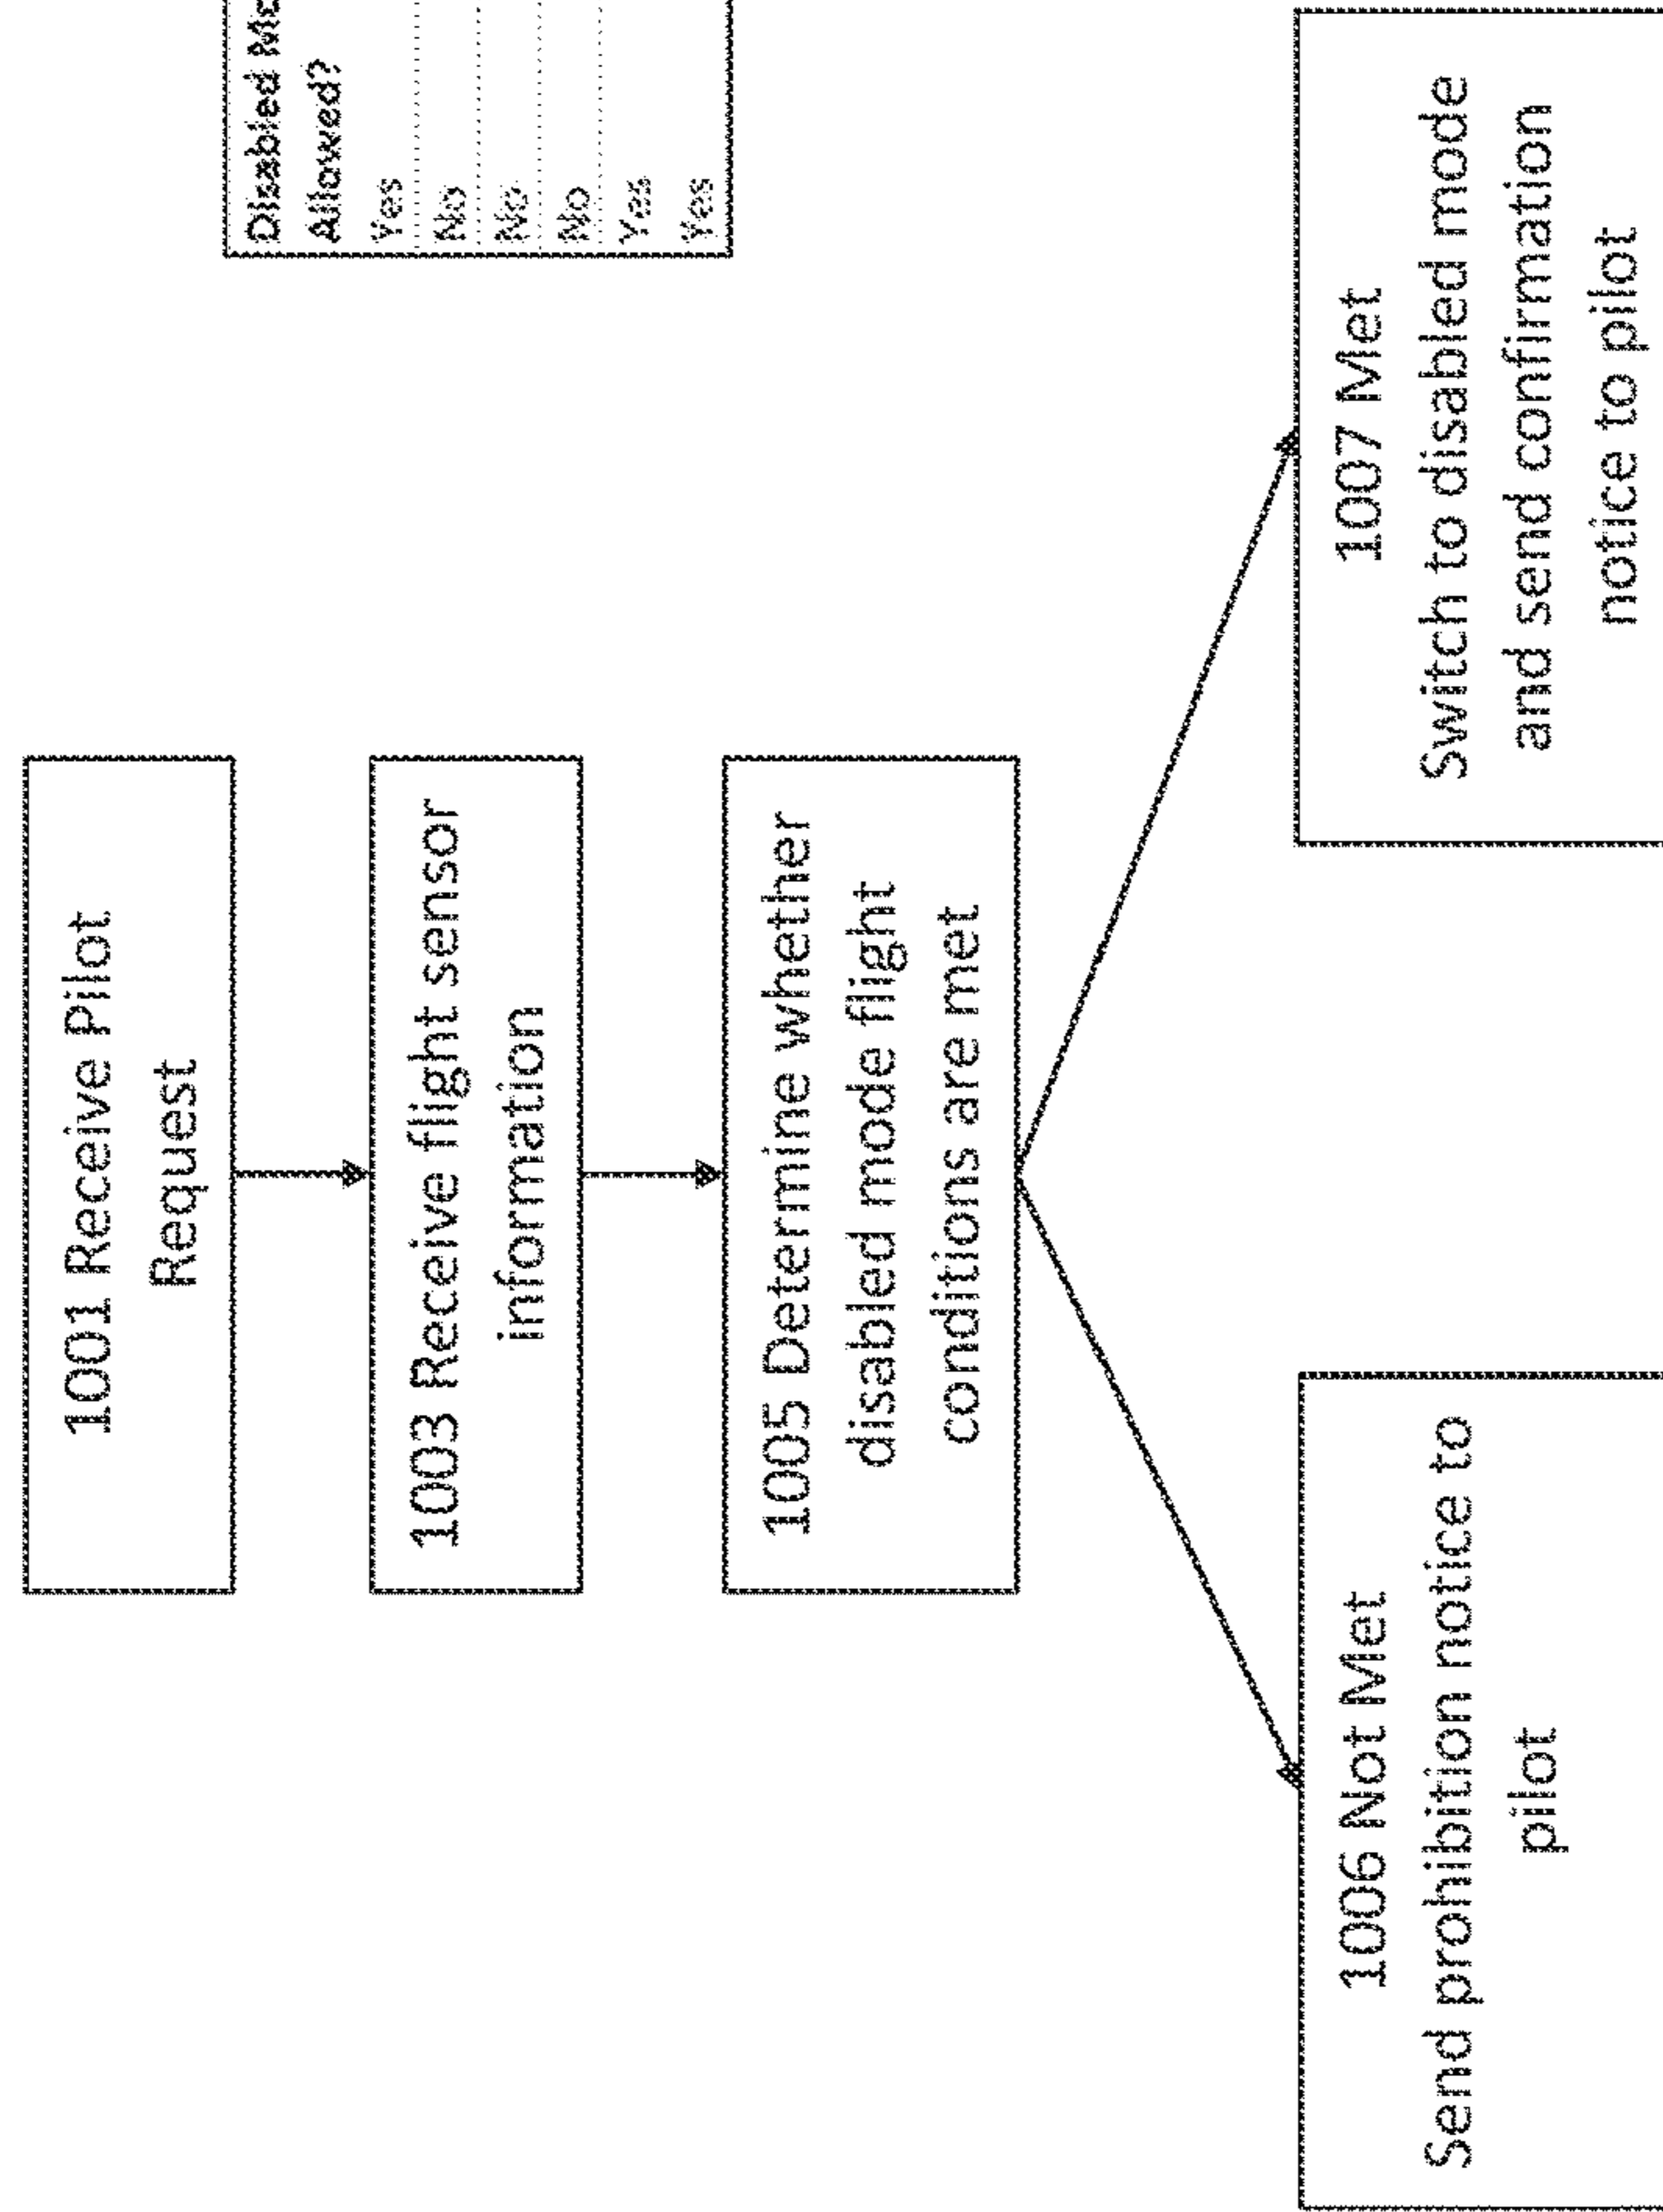 1001 Receive Pilot
Request
1003 Receive flight sensor
information
1005 Determine whether
disabled mode flight
conditions are met
1006 Not Met
Send prohibition notice to
pilot
1007 Met
Switch to disabled mode
and send confirmation
notice to pilot
Disabled
Allowed?
Yes
No
No
No
Yes
Yes